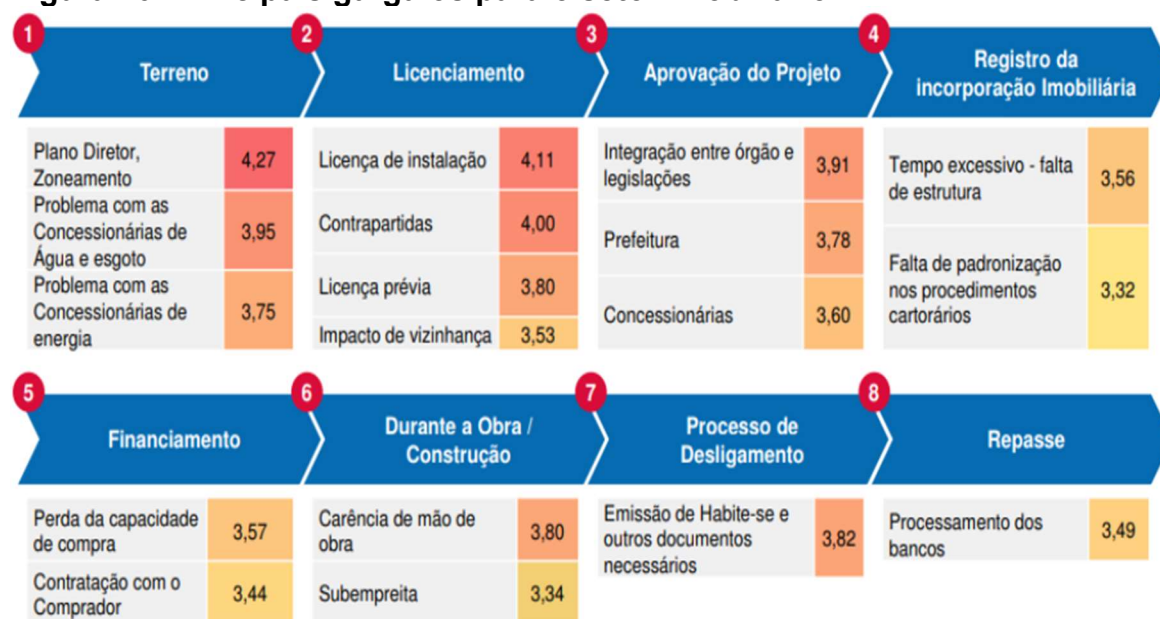 1
Terreno
2
Licenciamento
3
Aprovação do Projeto
4
Registro da
incorporação Imobiliária
Plano Diretor,
Zoneamento
4,27
Problema com as
Concessionárias de
Água e esgoto
3,95
Problema com as
Concessionárias de
energia
3,75
Licença de instalação
4,11
Contrapartidas
4,00
Licença prévia
3,80
Impacto de vizinhança
3,53
Integração entre órgão e
legislações
3,91
Prefeitura
3,78
Concessionárias
3,60
Tempo excessivo - falta
de estrutura
3,56
Falta de padronização
nos procedimentos
cartorários
3,32
5
Financiamento
6
Durante a Obra /
Construção
7
Processo de
Desligamento
8
Repasse
Perda da capacidade
de compra
3,57
Contratação com o
Comprador
3,44
Carência de mão de
obra
3,80
Subempreita
3,34
Emissão de Habite-se e
outros documentos
necessários
3,82
Processamento dos
bancos
3,49